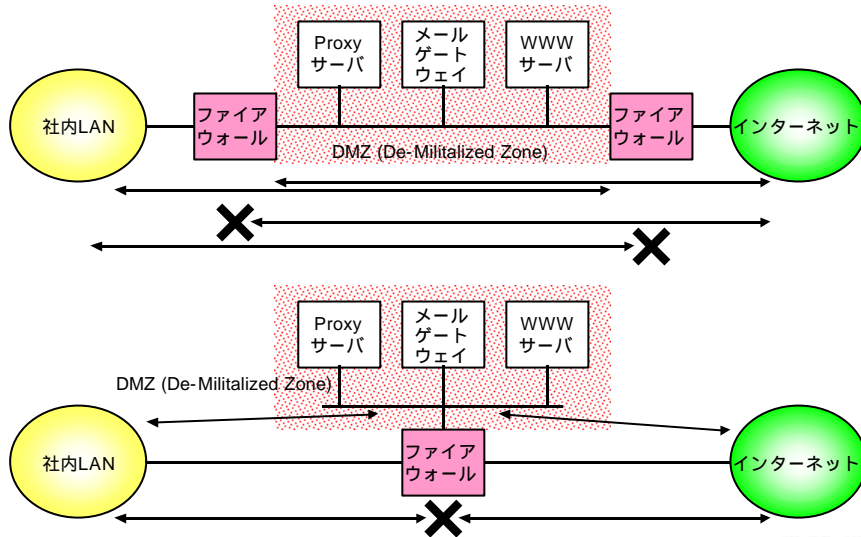 Proxy
サーバ
メール
ゲート
ウェイ
WWW
サーバ
社内LAN
ファイア
ウォール
ファイア
ウォール
インターネット
DMZ (De-Militalized Zone)
Proxy
サーバ
メール
ゲート
ウェイ
WWW
サーバ
DMZ (De-Militalized Zone)
社内LAN
ファイア
ウォール
インターネット